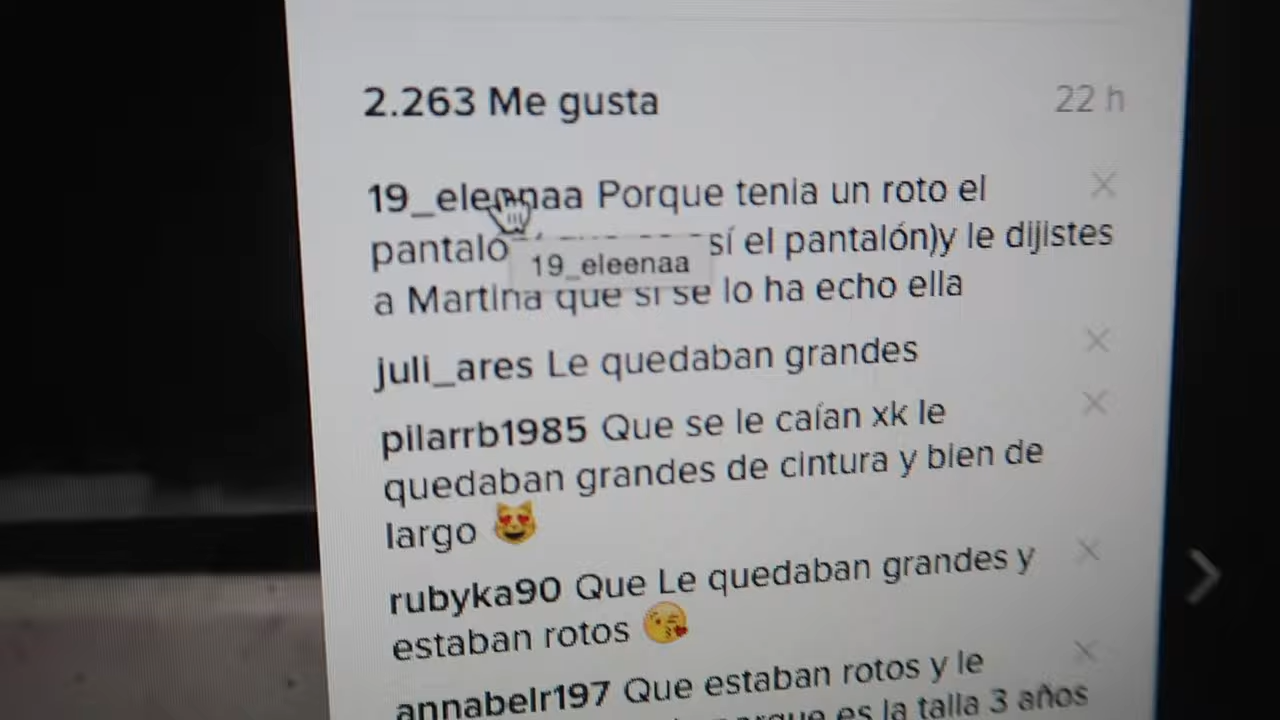 2.263 Me gusta 22 h
19_eleenaa Porque tenia un roto el
pantaló sí el pantalón)y le dijistes
19_eleenaa
a Martina que si se lo ha echo ella
juli_ares Le quedaban grandes
pilarrb1985 Que se le caían xk le
quedaban grandes de cintura y bien de
largo 😻
rubyka90 Que Le quedaban grandes y
estaban rotos 😘
annabelr197 Que estaban rotos y le
porque es la talla 3 años